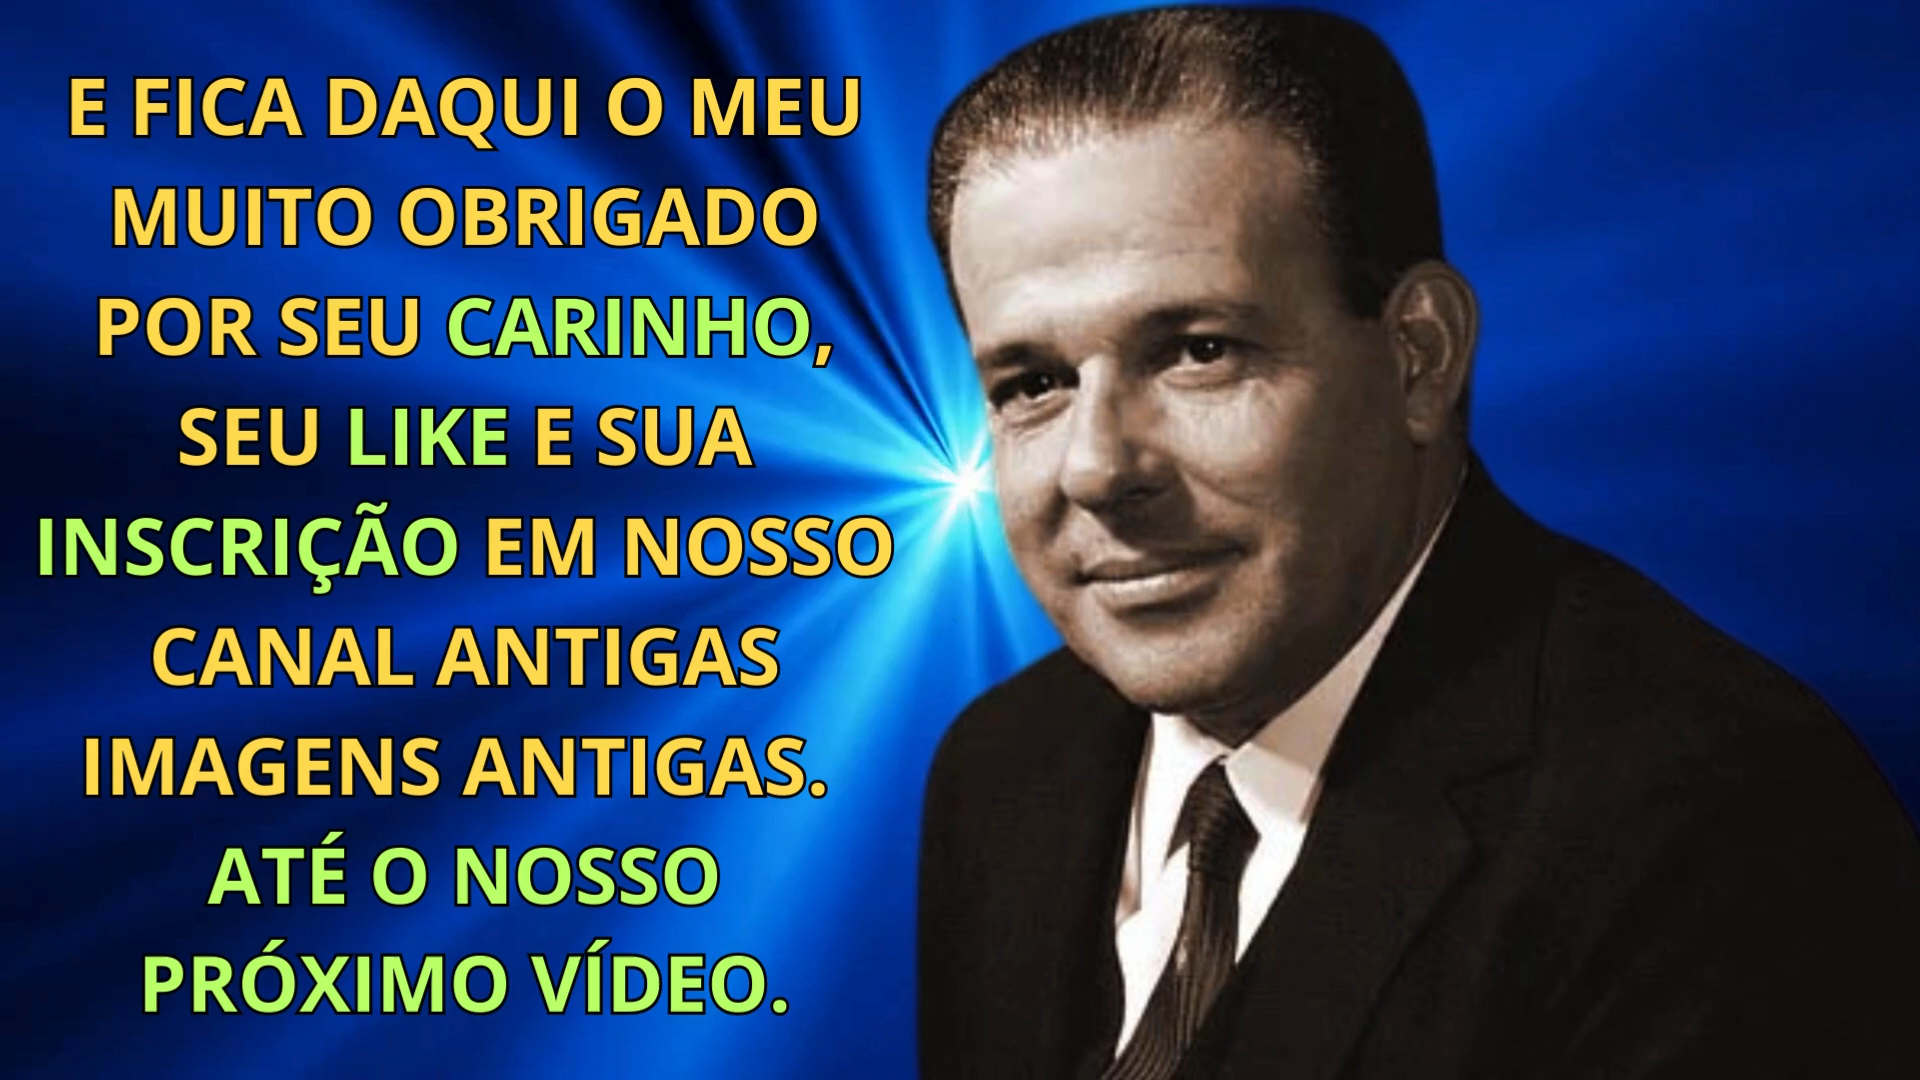 E FICA DAQUI O MEU
MUITO OBRIGADO
POR SEU CARINHO,
SEU LIKE E SUA
INSCRIÇÃO EM NOSSO
CANAL ANTIGAS
IMAGENS ANTIGAS.
ATÉ O NOSSO
PRÓXIMO VÍDEO.